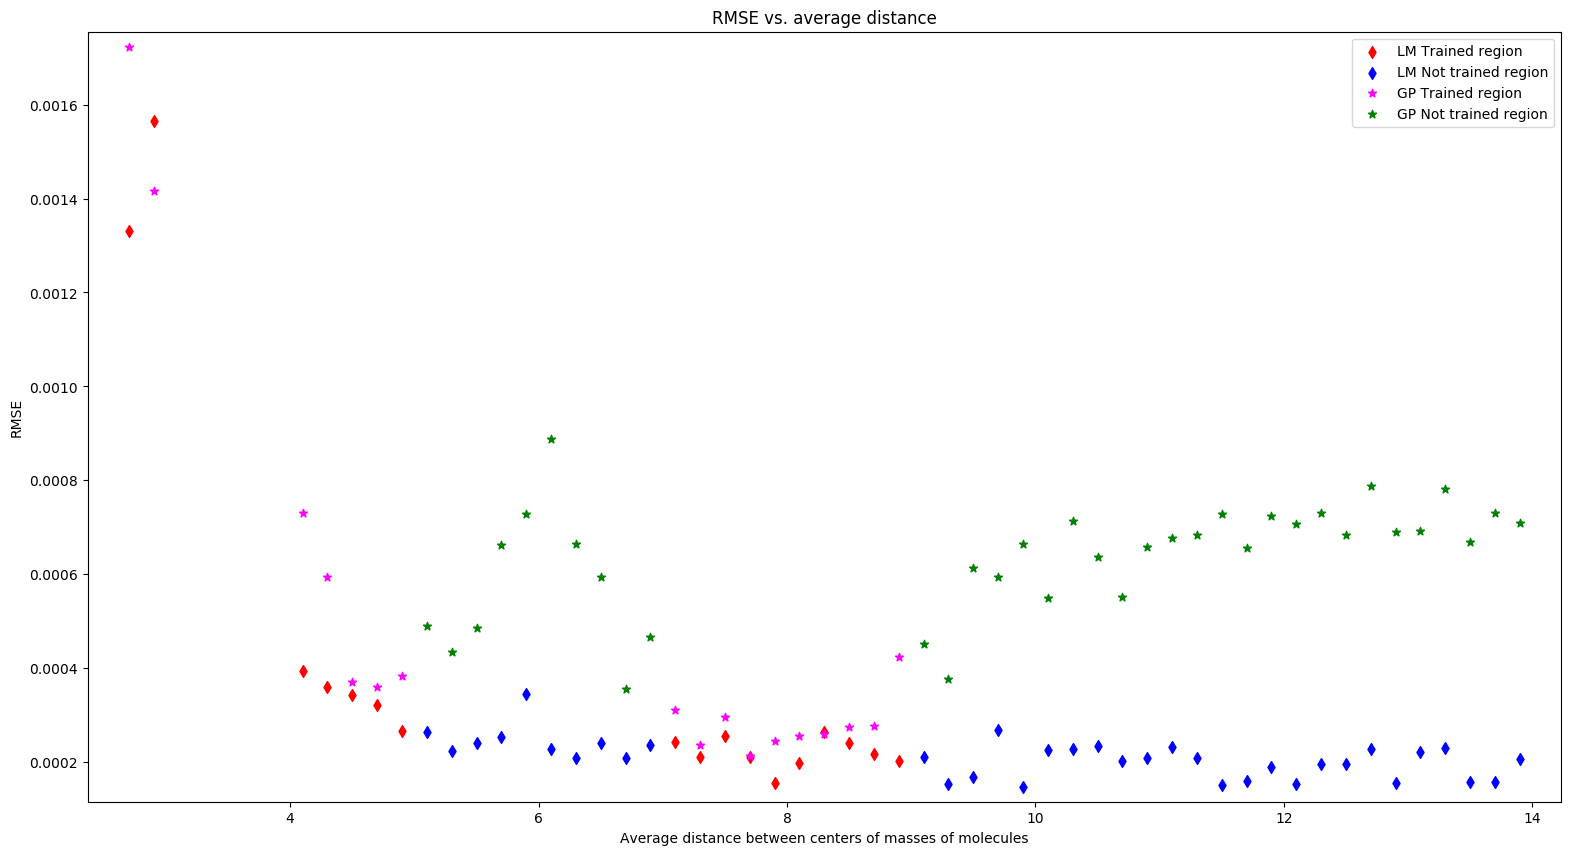 RMSE vs. average distance
LM Trained region
LM Not trained region
GP Trained region
GP Not trained region
0.0016
0.0014
0.0012
0.0010
0.0008
0.0006
0.0004
0.0002
RMSE
4
6
8
10
12
14
Average distance between centers of masses of molecules